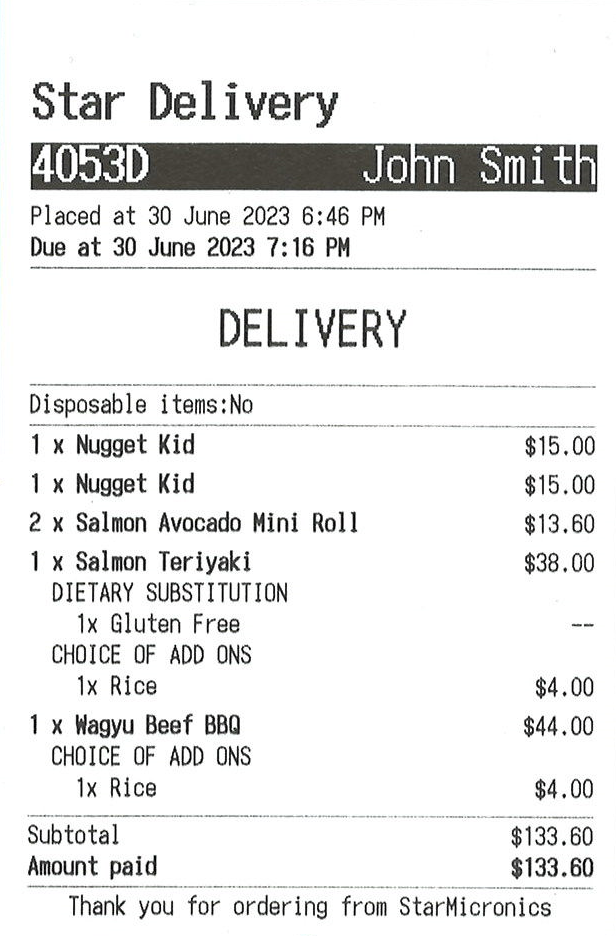 Star Delivery
4053D John Smith
Placed at 30 June 2023 6:46 PM
Due at 30 June 2023 7:16 PM
DELIVERY
Disposable items:No
1 x Nugget Kid $15.00
1 x Nugget Kid $15.00
2 x Salmon Avocado Mini Roll $13.60
1 x Salmon Teriyaki $38.00
DIETARY SUBSTITUTION
1x Gluten Free --
CHOICE OF ADD ONS
1x Rice $4.00
1 x Wagyu Beef BBQ $44.00
CHOICE OF ADD ONS
1x Rice $4.00
Subtotal $133.60
Amount paid $133.60
Thank you for ordering from StarMicronics